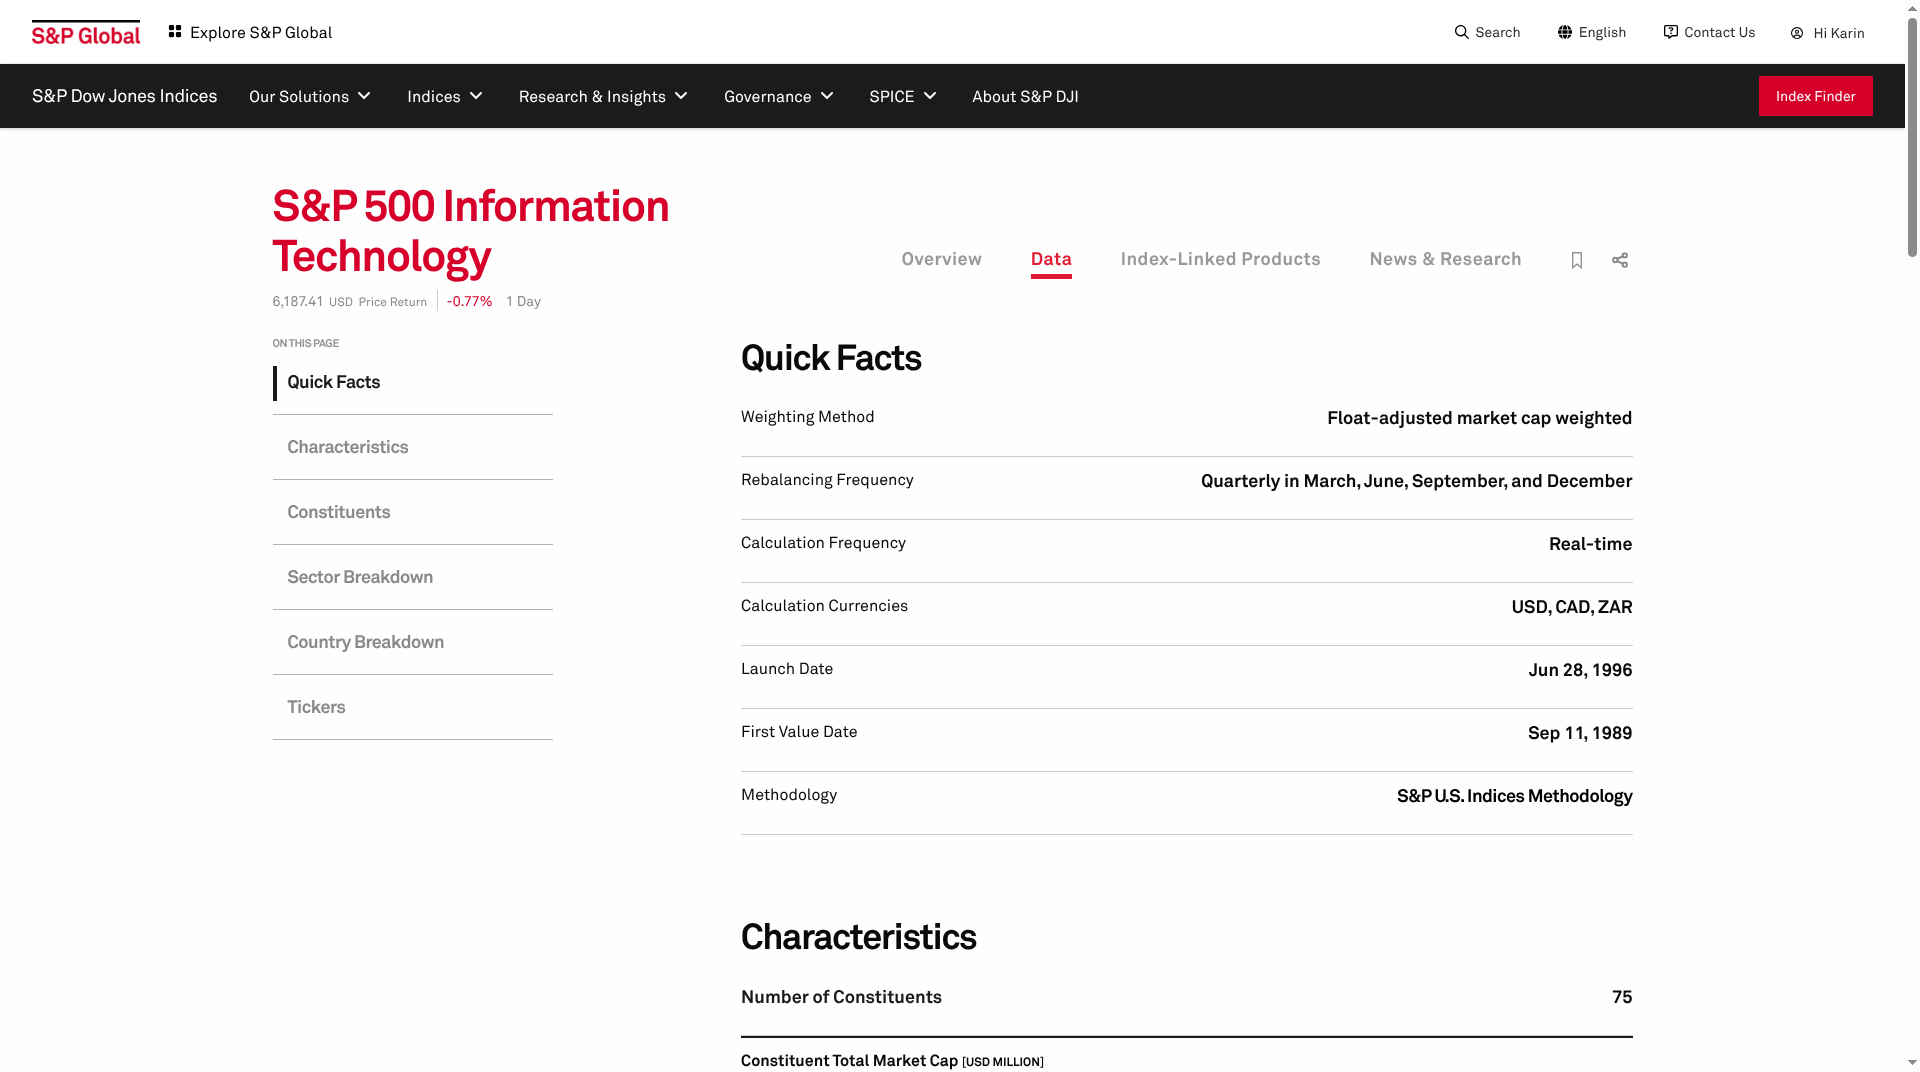 S&P Global
Explore S&P Global
Search
English
Contact Us
Hi Karin
S&P Dow Jones Indices
Our Solutions
Indices
Research & Insights
Governance
SPICE
About S&P DJI
Index Finder
S&P 500 Information
Technology
6,187.41 USD Price Return -0.77% 1 Day
Overview
Data
Index-Linked Products
News & Research
ON THIS PAGE
Quick Facts
Characteristics
Constituents
Sector Breakdown
Country Breakdown
Tickers
Quick Facts
Weighting Method Float-adjusted market cap weighted
Rebalancing Frequency Quarterly in March, June, September, and December
Calculation Frequency Real-time
Calculation Currencies USD, CAD, ZAR
Launch Date Jun 28, 1996
First Value Date Sep 11, 1989
Methodology S&P U.S. Indices Methodology
Characteristics
Number of Constituents 75
Constituent Total Market Cap [USD MILLION]